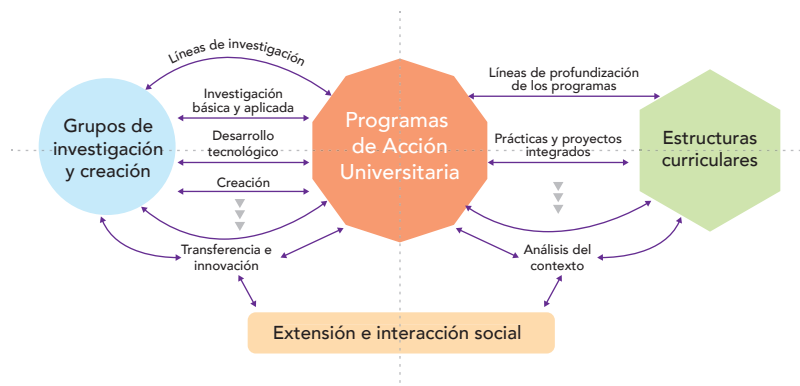 Líneas de investigación
Investigación
básica y aplicada
Desarrollo
tecnológico
Creación
Grupos de
investigación
y creación
Transferencia e
innovación
Programas
de Acción
Universitaria
Líneas de profundización
de los programas
Prácticas y proyectos
integrados
Estructuras
curriculares
Análisis del
contexto
Extensión e interacción social